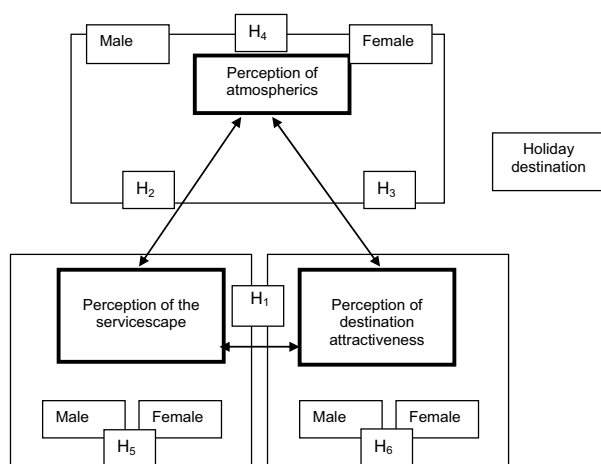 H4
Male
Female
Perception of
atmospherics
Holiday
destination
H2
H3
H1
Perception of the
servicescape
Perception of
destination
attractiveness
Male
Female
Male
Female
H5
H6